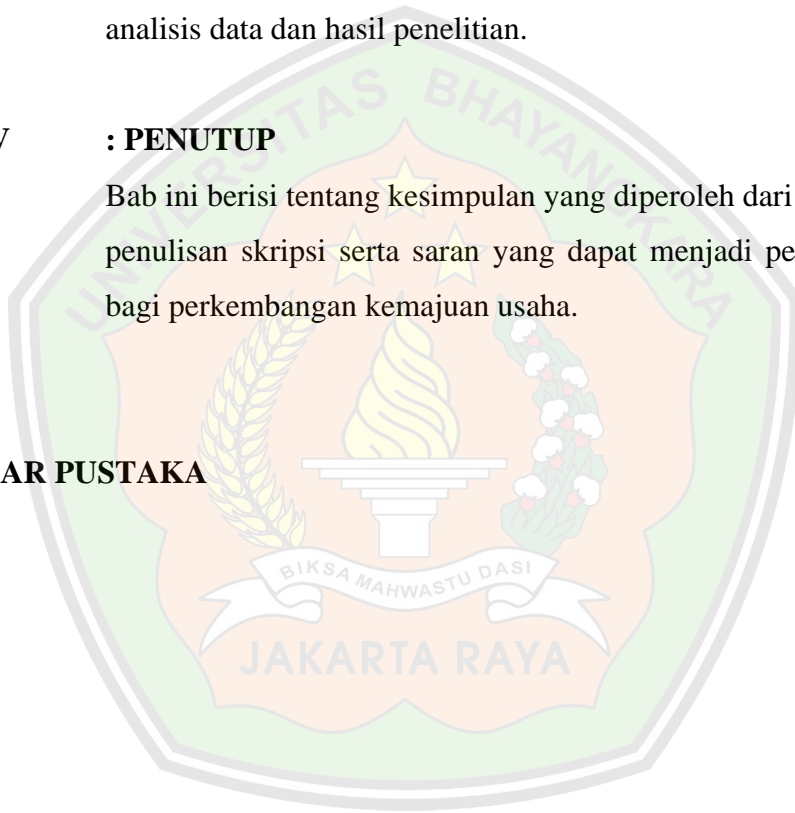 analisis data dan hasil penelitian.
V : PENUTUP
Bab ini berisi tentang kesimpulan yang diperoleh dari
penulisan skripsi serta saran yang dapat menjadi pe
bagi perkembangan kemajuan usaha.
AR PUSTAKA
UNIVERSITAS BHAYANGKARA
BIKSA MAHWASTU DASI
JAKARTA RAYA